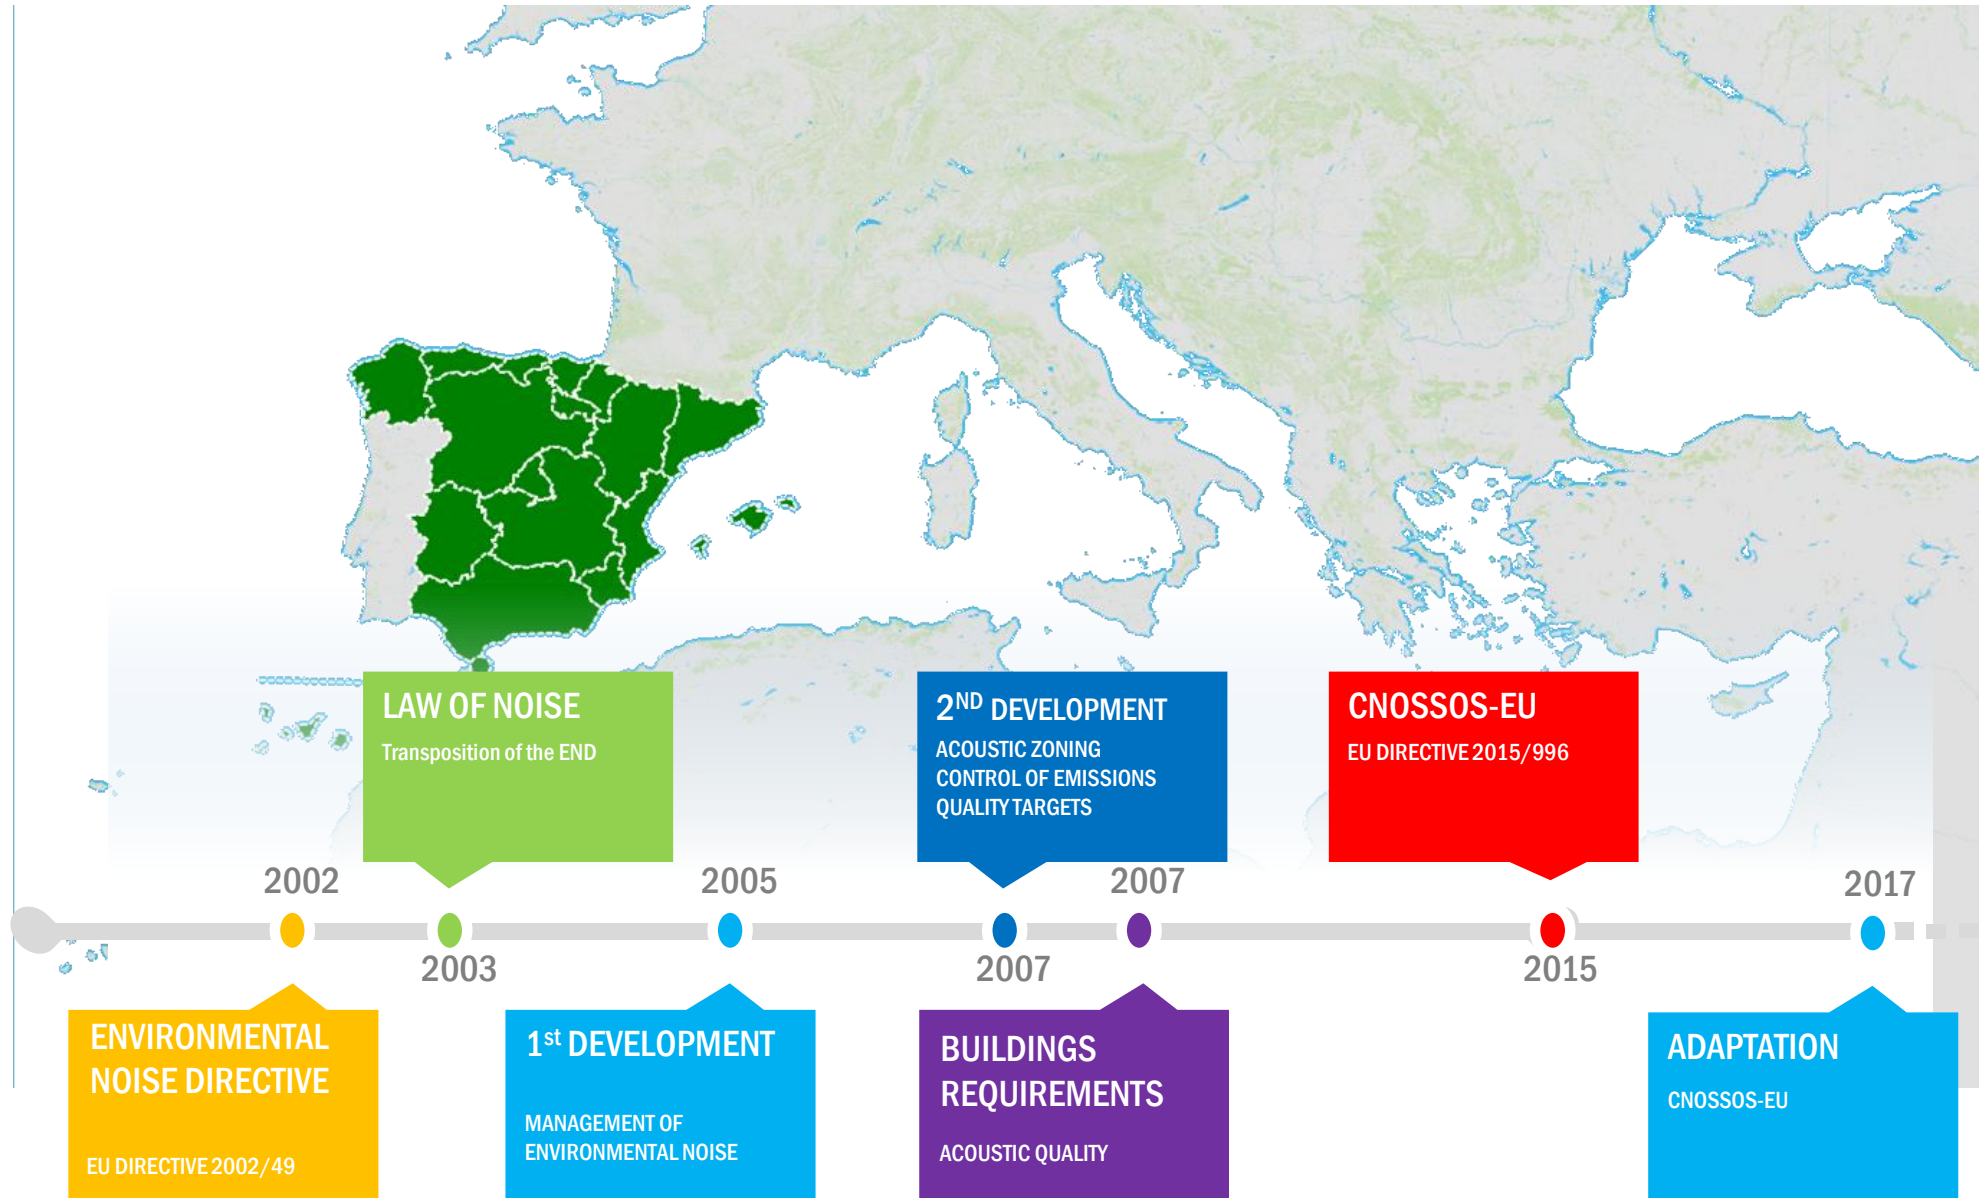 LAW OF NOISE
Transposition of the END
2ND DEVELOPMENT
ACOUSTIC ZONING
CONTROL OF EMISSIONS
QUALITY TARGETS
CNOSSOS-EU
EU DIRECTIVE 2015/996
2002
2005
2007
2017
2003
2007
2015
ENVIRONMENTAL
NOISE DIRECTIVE
EU DIRECTIVE 2002/49
1st DEVELOPMENT
MANAGEMENT OF
ENVIRONMENTAL NOISE
BUILDINGS
REQUIREMENTS
ACOUSTIC QUALITY
ADAPTATION
CNOSSOS-EU